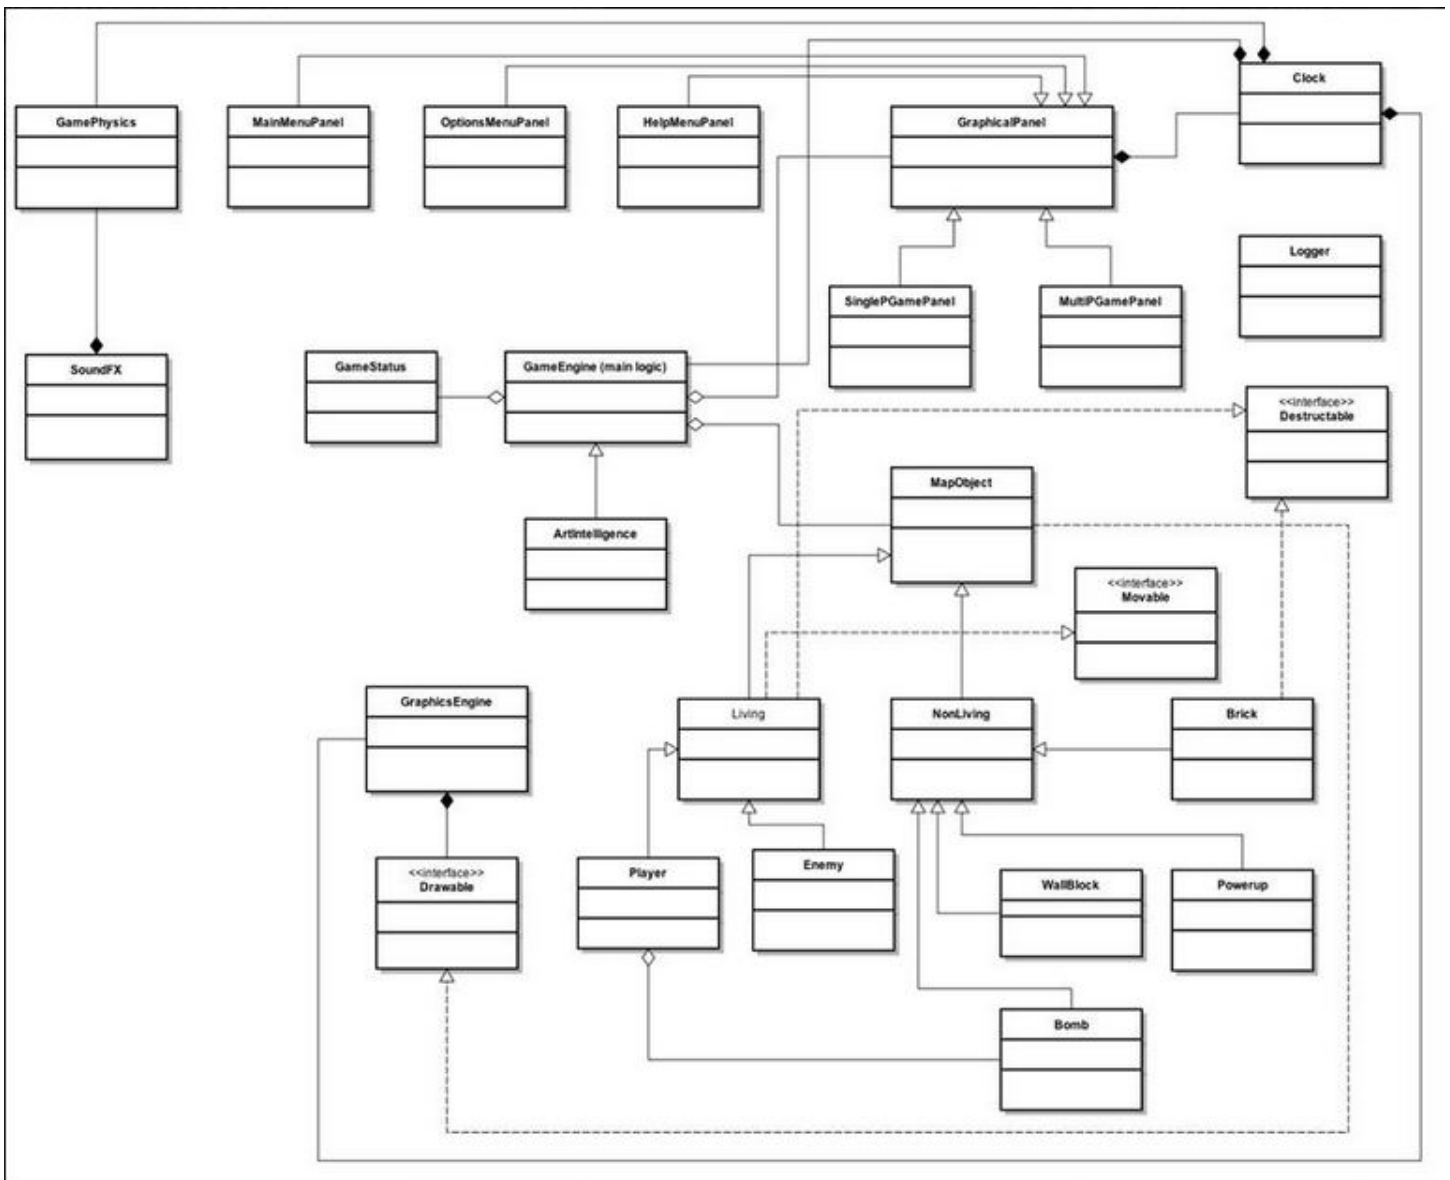 Clock
GamePhysics
MainMenuPanel
OptionsMenuPanel
HelpMenuPanel
GraphicalPanel
Logger
SinglePGamePanel
MultiPGamePanel
SoundFX
GameStatus
GameEngine (main logic)
<<interface>>
Destructable
MapObject
ArtIntelligence
<<interface>>
Movable
GraphicsEngine
Living
NonLiving
Brick
<<interface>>
Drawable
Player
Enemy
WallBlock
Powerup
Bomb